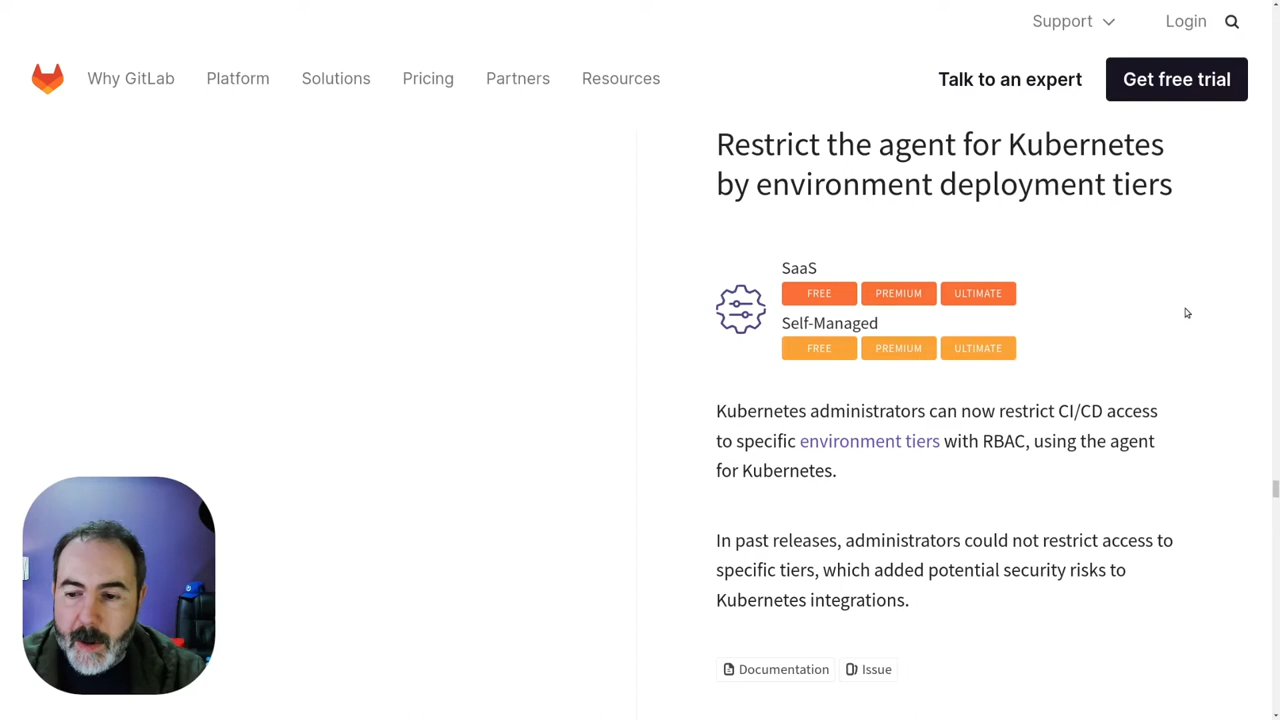 Support
Login
Why GitLab
Platform
Solutions
Pricing
Partners
Resources
Talk to an expert
Get free trial
Restrict the agent for Kubernetes
by environment deployment tiers
SaaS
FREE
PREMIUM
ULTIMATE
Self-Managed
FREE
PREMIUM
ULTIMATE
Kubernetes administrators can now restrict CI/CD access
to specific environment tiers with RBAC, using the agent
for Kubernetes.
In past releases, administrators could not restrict access to
specific tiers, which added potential security risks to
Kubernetes integrations.
Documentation
Issue